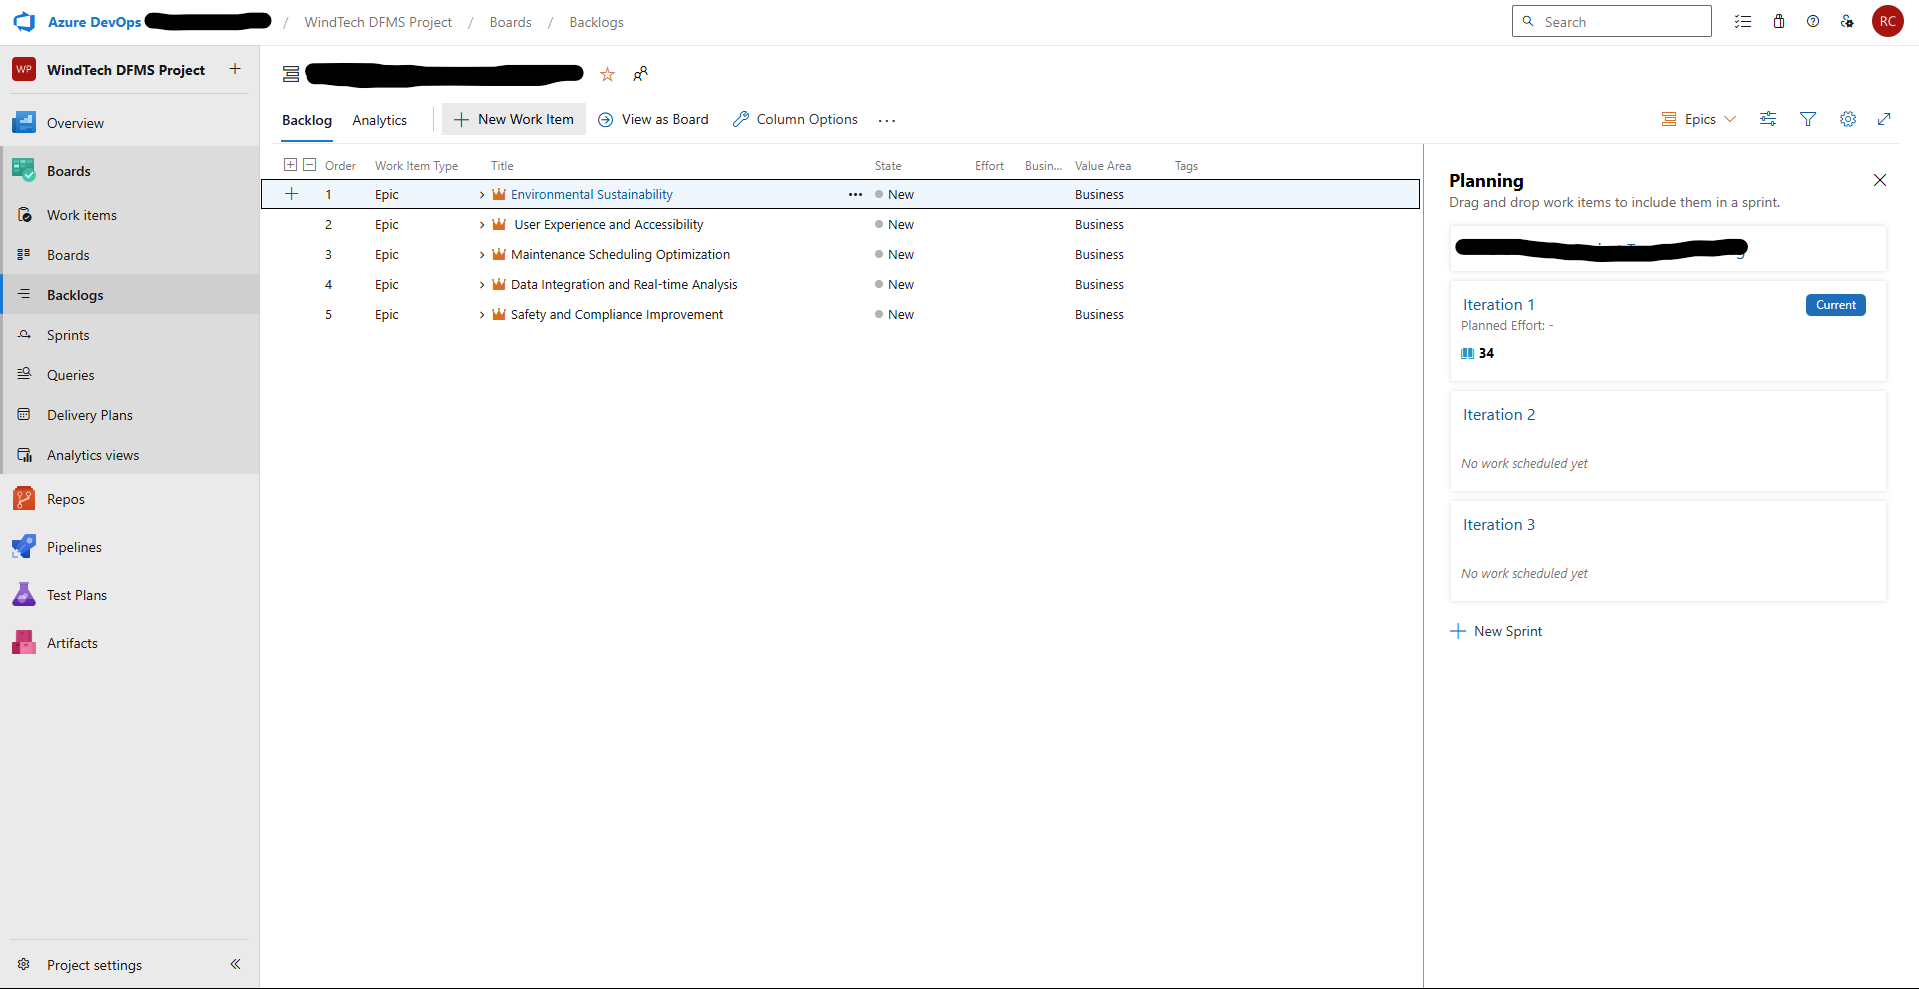 Azure DevOps / WindTech DFMS Project / Boards / Backlogs
Search
RC
WP WindTech DFMS Project
Overview
Boards
Work items
Boards
Backlogs
Sprints
Queries
Delivery Plans
Analytics views
Repos
Pipelines
Test Plans
Artifacts
Project settings
Backlog Analytics New Work Item View as Board Column Options ... Epics
Order Work Item Type Title State Effort Busin... Value Area Tags
1 Epic Environmental Sustainability ... New Business
2 Epic User Experience and Accessibility New Business
3 Epic Maintenance Scheduling Optimization New Business
4 Epic Data Integration and Real-time Analysis New Business
5 Epic Safety and Compliance Improvement New Business
Planning
Drag and drop work items to include them in a sprint.
Iteration 1 Current
Planned Effort: -
34
Iteration 2
No work scheduled yet
Iteration 3
No work scheduled yet
New Sprint